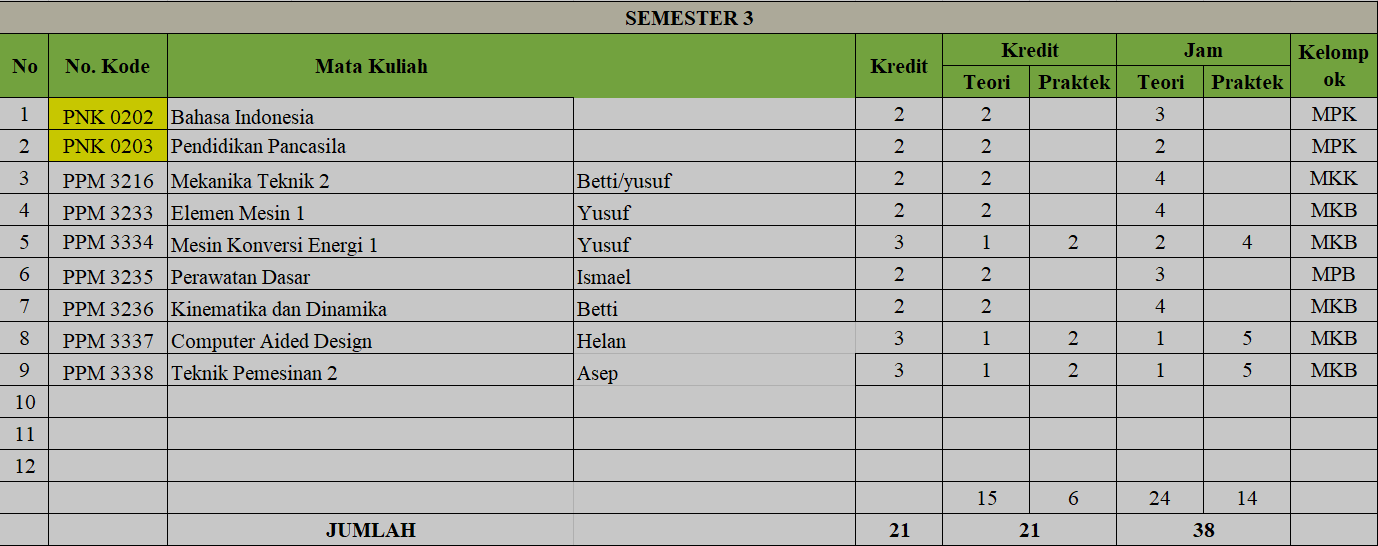 SEMESTER 3
No No. Kode Mata Kuliah Kredit Kredit Jam Kelomp
ok
Teori Praktek Teori Praktek
1 PNK 0202 Bahasa Indonesia 2 2 3 MPK
2 PNK 0203 Pendidikan Pancasila 2 2 2 MPK
3 PPM 3216 Mekanika Teknik 2 Betti/yusuf 2 2 4 MKK
4 PPM 3233 Elemen Mesin 1 Yusuf 2 2 4 MKB
5 PPM 3334 Mesin Konversi Energi 1 Yusuf 3 1 2 2 4 MKB
6 PPM 3235 Perawatan Dasar Ismael 2 2 3 MPB
7 PPM 3236 Kinematika dan Dinamika Betti 2 2 4 MKB
8 PPM 3337 Computer Aided Design Helan 3 1 2 1 5 MKB
9 PPM 3338 Teknik Pemesinan 2 Asep 3 1 2 1 5 MKB
10
11
12
15 6 24 14
JUMLAH 21 21 38